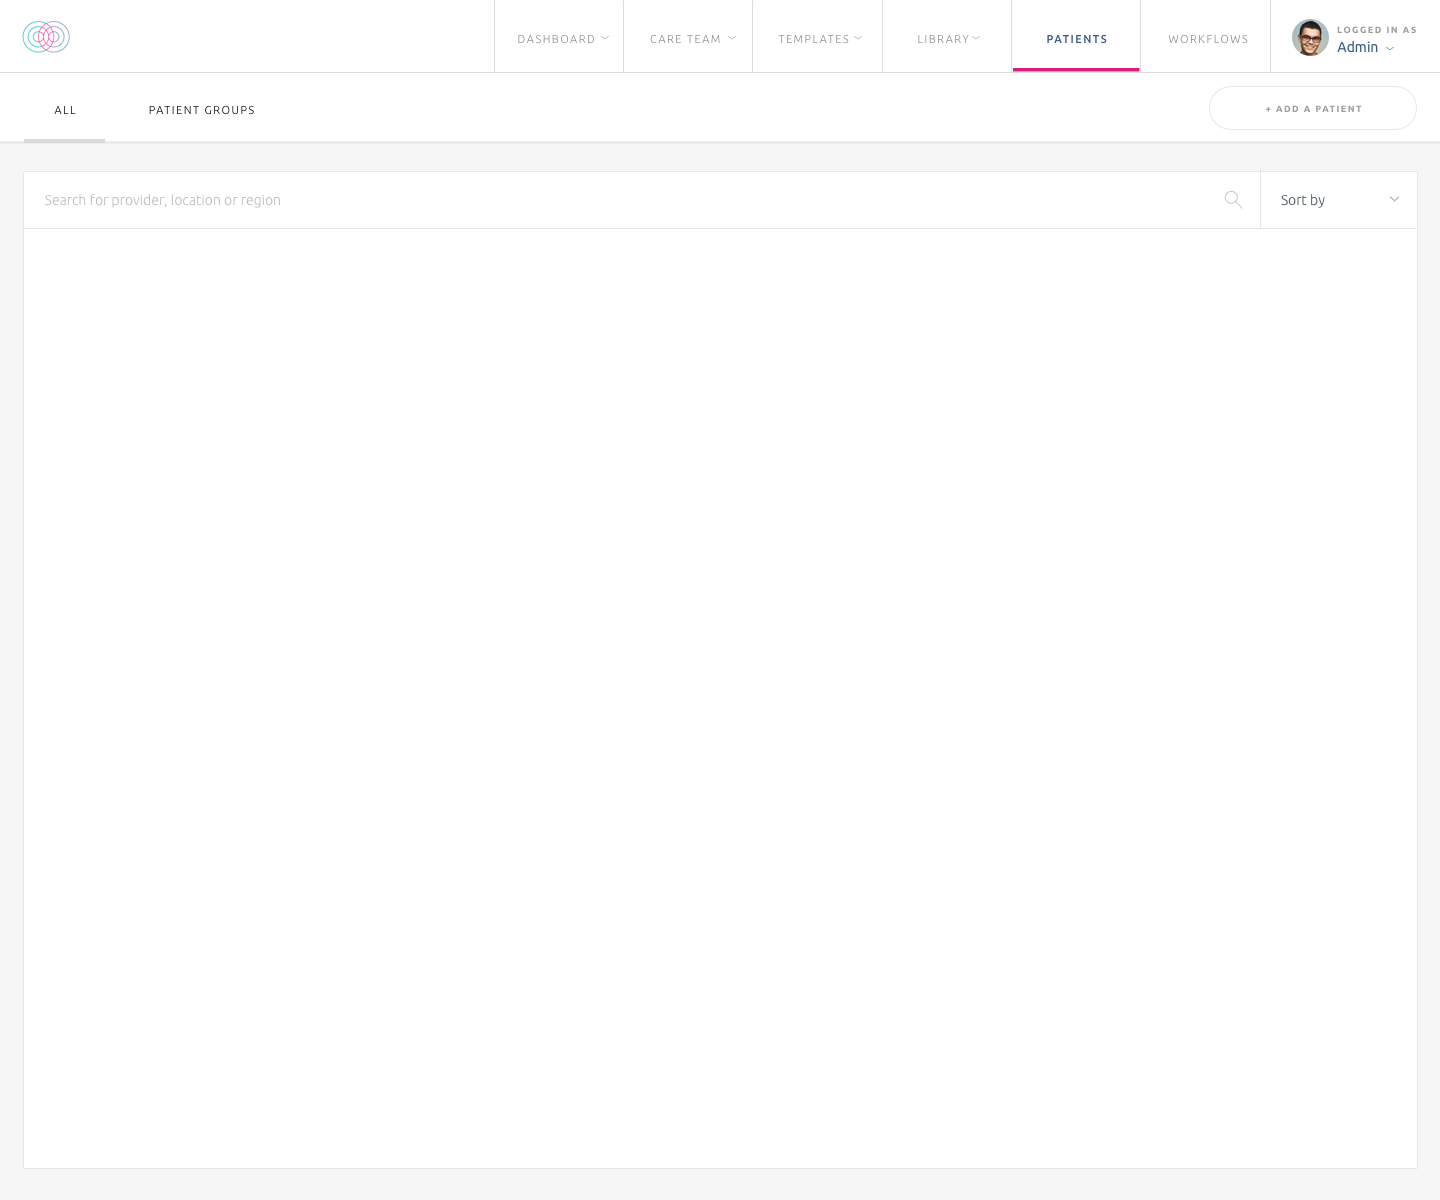 DASHBOARD
CARE TEAM
TEMPLATES
LIBRARY
PATIENTS
WORKFLOWS
LOGGED IN AS
Admin
ALL
PATIENT GROUPS
+ ADD A PATIENT
Search for provider, location or region
Sort by